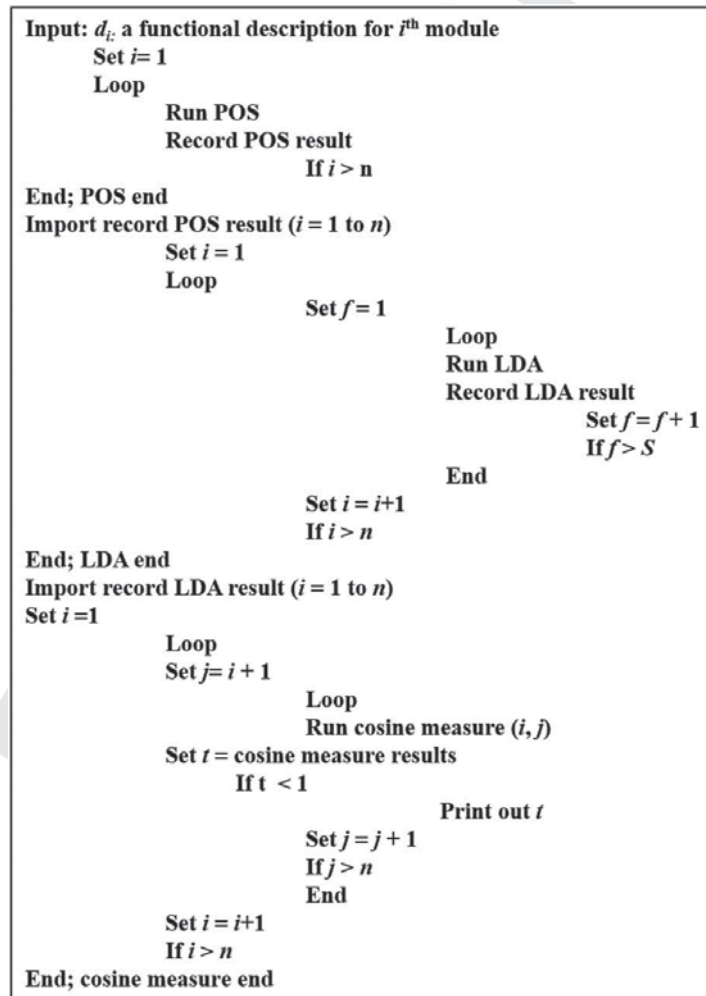 Input: di: a functional description for ith module
Set i= 1
Loop
Run POS
Record POS result
If i > n
End; POS end
Import record POS result (i = 1 to n)
Set i = 1
Loop
Set f = 1
Loop
Run LDA
Record LDA result
Set f = f + 1
If f > S
End
Set i = i+1
If i > n
End; LDA end
Import record LDA result (i = 1 to n)
Set i =1
Loop
Set j= i + 1
Loop
Run cosine measure (i, j)
Set t = cosine measure results
If t < 1
Print out t
Set j = j + 1
If j > n
End
Set i = i+1
If i > n
End; cosine measure end